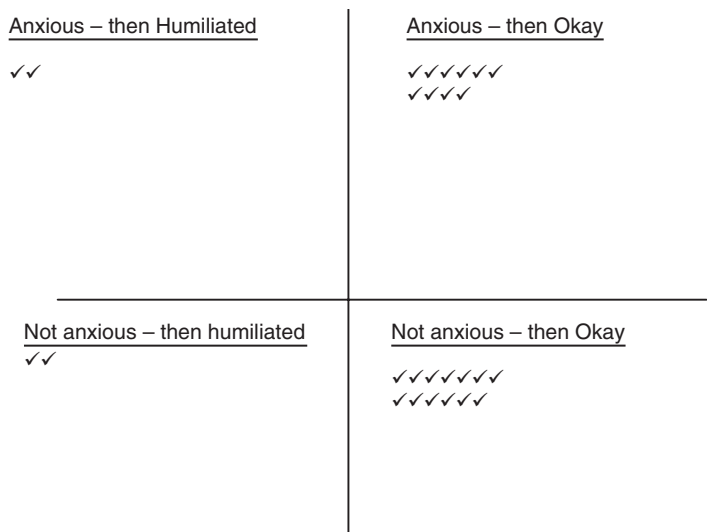 Anxious – then Humiliated
✓✓
Anxious – then Okay
✓✓✓✓✓✓
✓✓✓✓
Not anxious – then humiliated
✓✓
Not anxious – then Okay
✓✓✓✓✓✓✓
✓✓✓✓✓✓